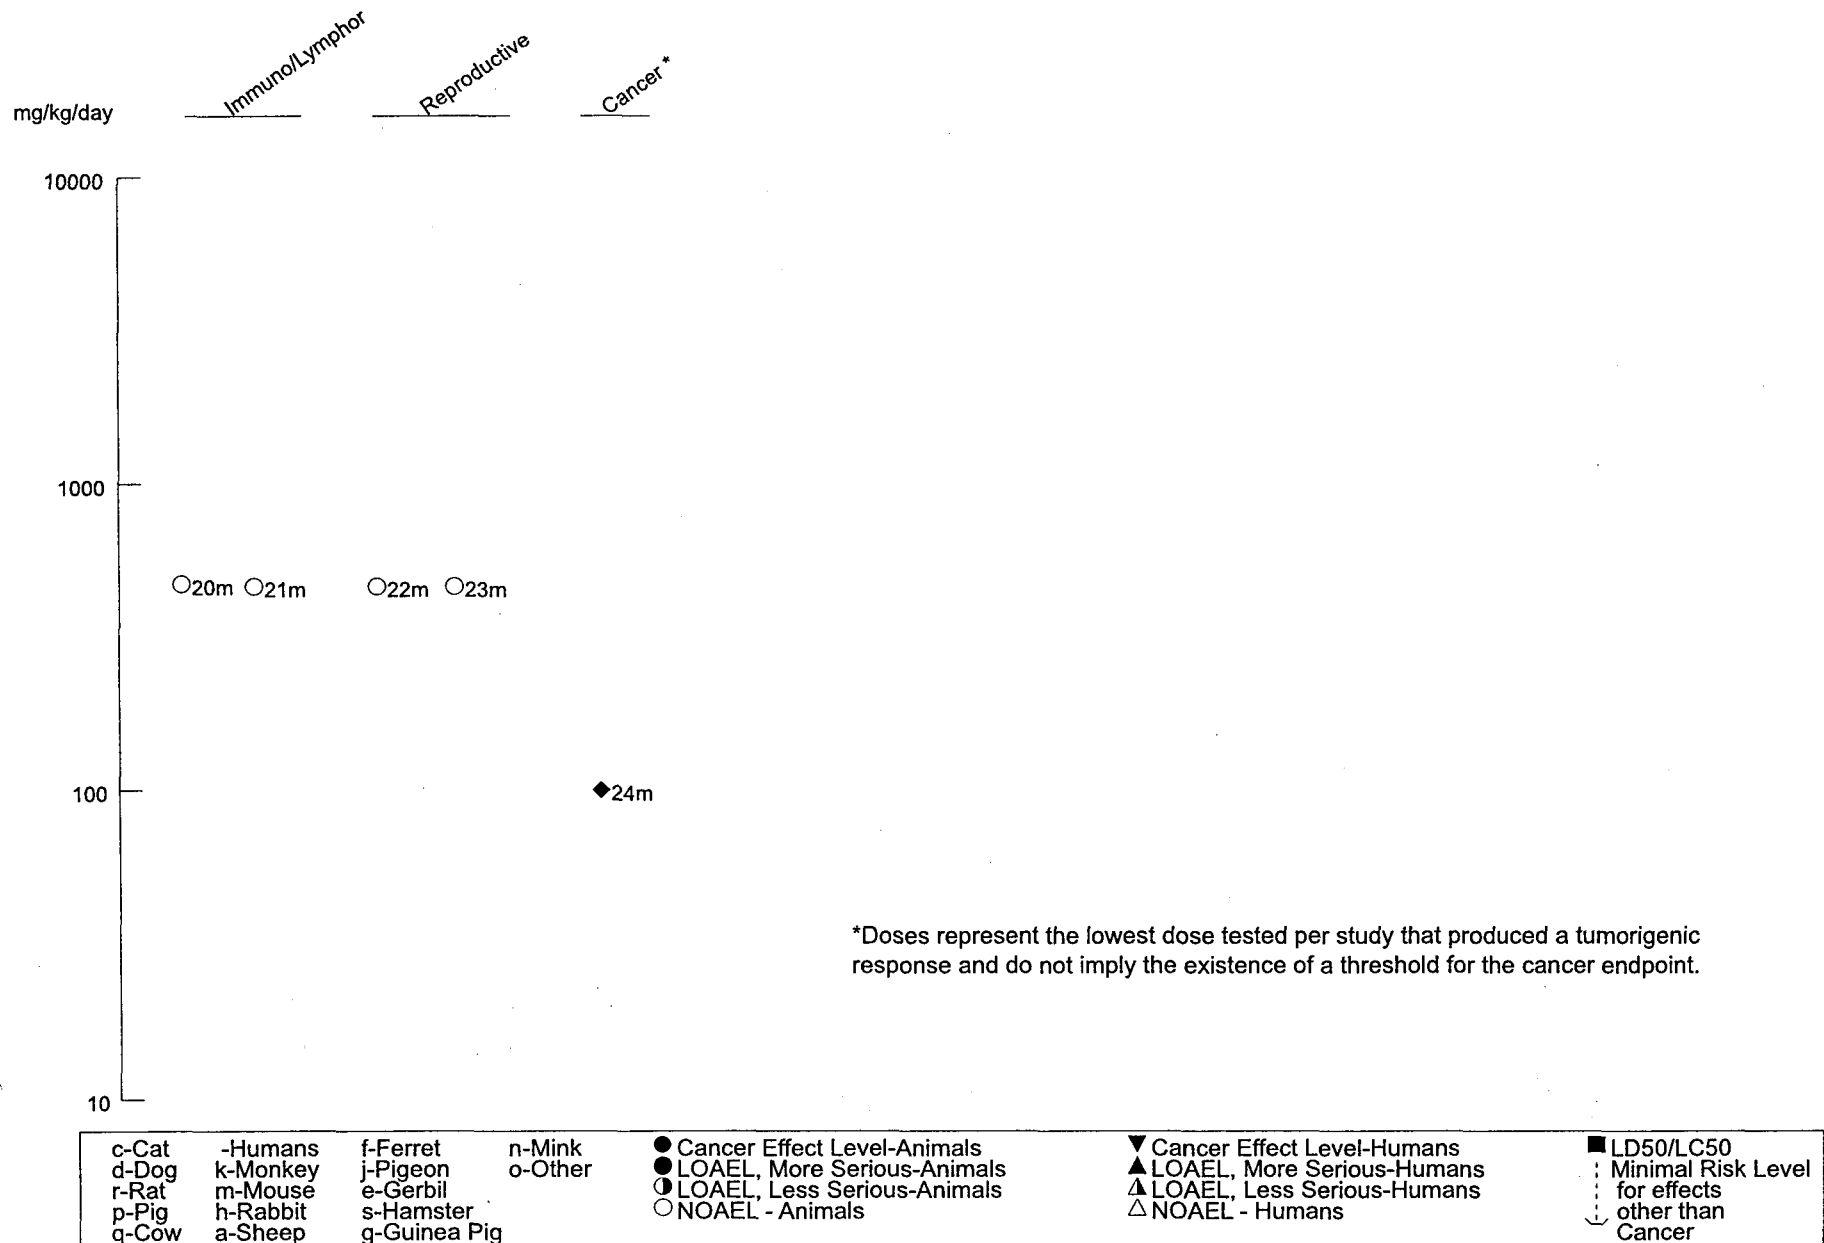 Immuno/Lymphor
Reproductive
Cancer *
mg/kg/day
10000
1000
20m 21m 22m 23m
100
24m
*Doses represent the lowest dose tested per study that produced a tumorigenic
response and do not imply the existence of a threshold for the cancer endpoint.
10
c-Cat -Humans f-Ferret n-Mink Cancer Effect Level-Animals Cancer Effect Level-Humans LD50/LC50
d-Dog k-Monkey j-Pigeon o-Other LOAEL, More Serious-Animals LOAEL, More Serious-Humans Minimal Risk Level
r-Rat m-Mouse e-Gerbil LOAEL, Less Serious-Animals LOAEL, Less Serious-Humans for effects
p-Pig h-Rabbit s-Hamster NOAEL - Animals NOAEL - Humans other than
q-Cow a-Sheep g-Guinea Pig Cancer